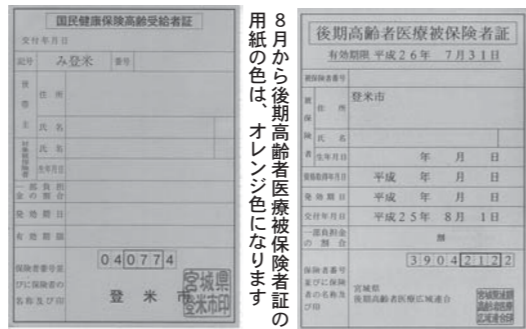 国民健康保険高齢受給者証
交付年月日
記号 み登米 番号
世帯主
住所
氏名
対象被保険者
氏名
生年月日
一部負担金の割合
発効期日
有効期限
保険者番号並びに保険者の名称及び印
040774
登米市
宮城県登米市印
8月から後期高齢者医療被保険者証の
用紙の色は、オレンジ色になります
後期高齢者医療被保険者証
有効期限 平成26年 7月31日
被保険者番号
被保険者
住所
登米市
氏名
生年月日 年 月 日
資格取得年月日 平成 年 月 日
発効期日 平成 年 月 日
交付年月日 平成25年 8月 1日
一部負担金の割合 割
保険者番号並びに保険者の名称及び印
39042122
宮城県
後期高齢者医療広域連合